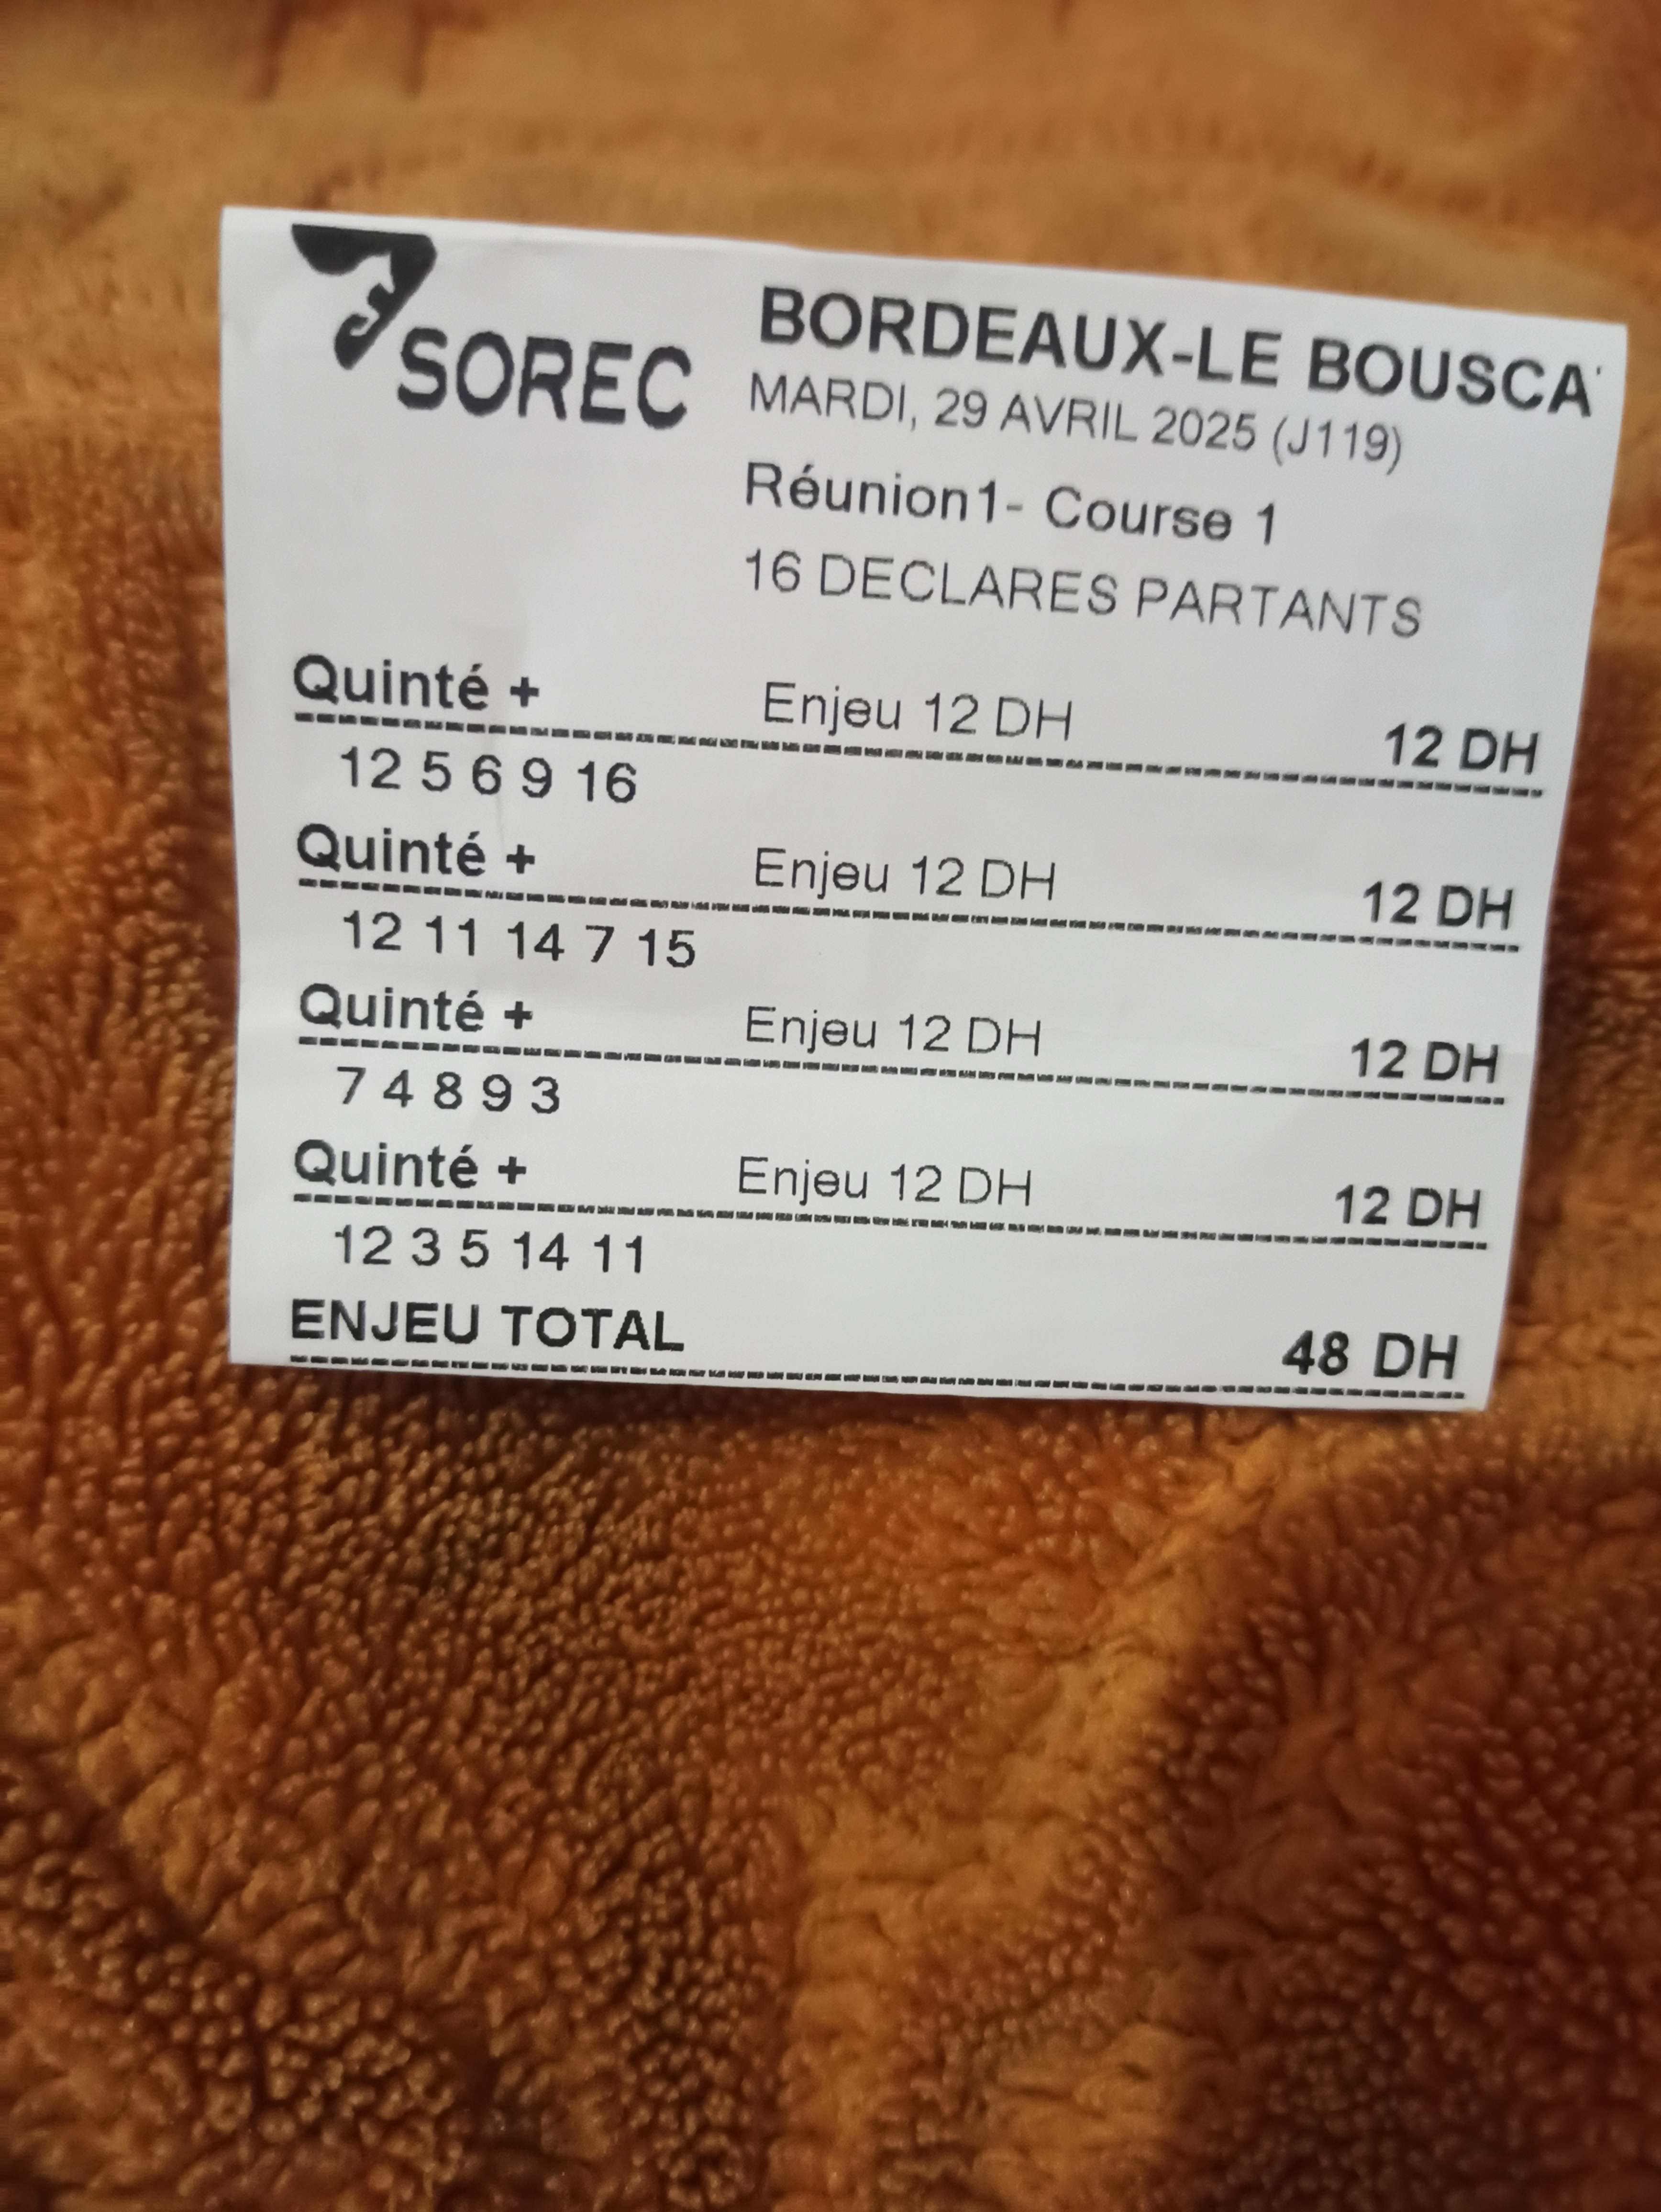 SOREC
BORDEAUX-LE BOUSCA
MARDI, 29 AVRIL 2025 (J119)
Réunion1- Course 1
16 DECLARES PARTANTS
Quinté + Enjeu 12 DH 12 DH
12 5 6 9 16
Quinté + Enjeu 12 DH 12 DH
12 11 14 7 15
Quinté + Enjeu 12 DH 12 DH
7 4 8 9 3
Quinté + Enjeu 12 DH 12 DH
12 3 5 14 11
ENJEU TOTAL 48 DH